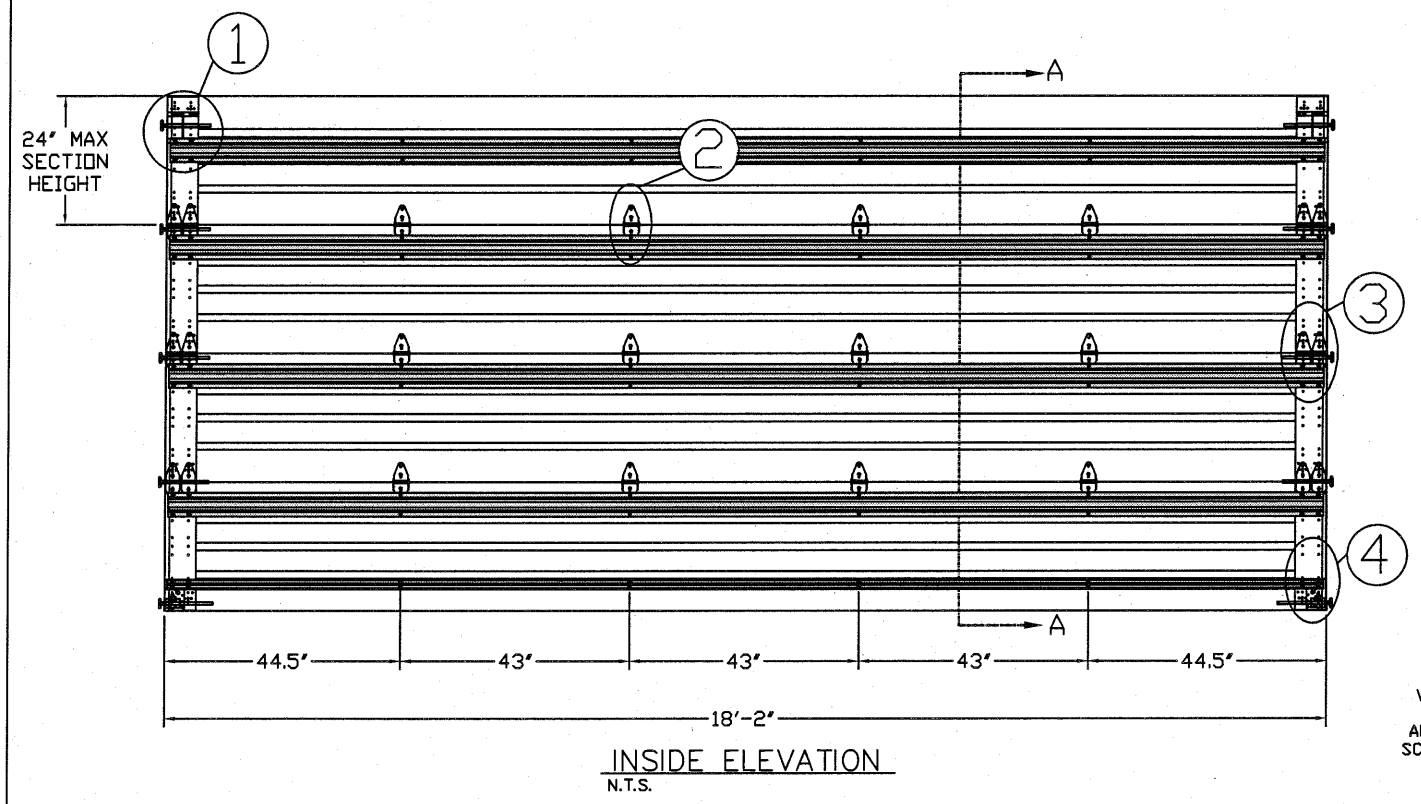 1
A
24" MAX
SECTION
HEIGHT
2
3
4
A
44.5" 43" 43" 43" 44.5"
18'-2"
INSIDE ELEVATION
N.T.S.